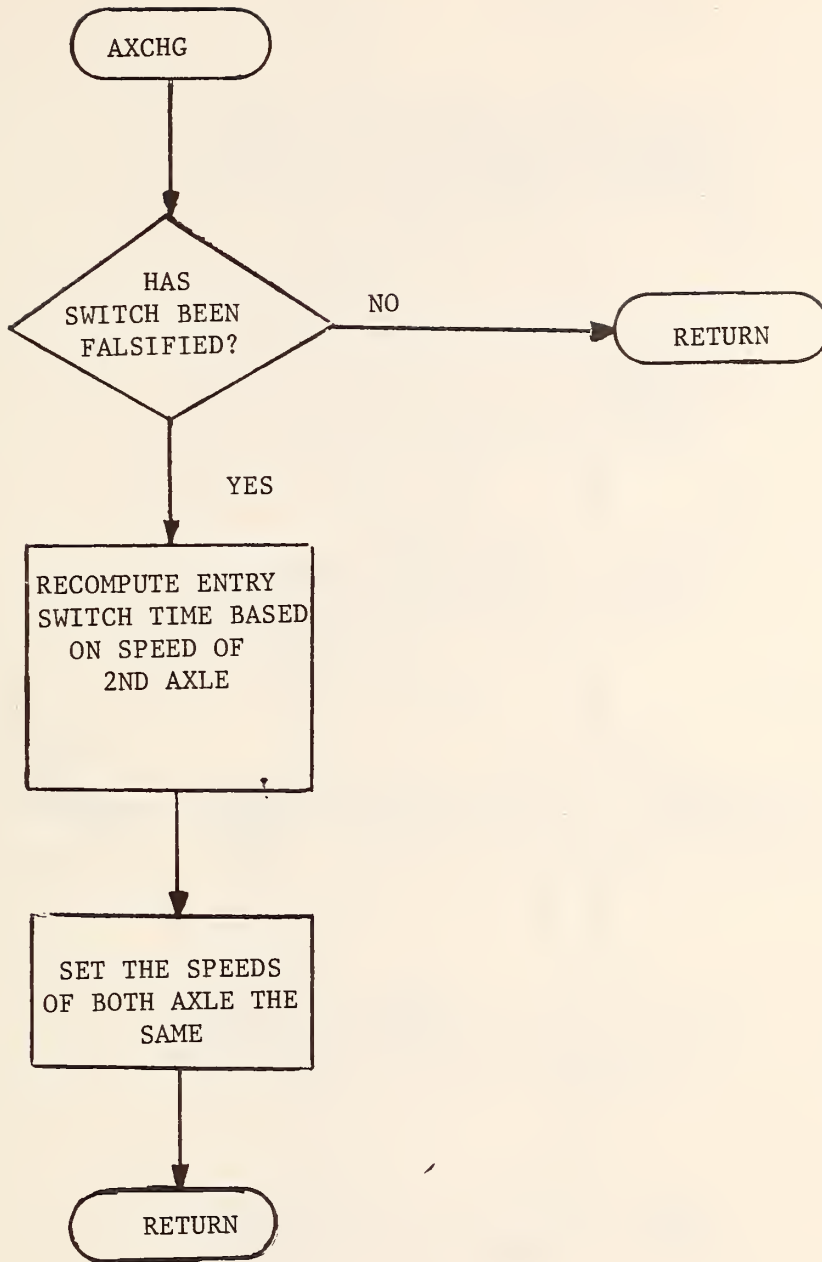 AXCHG
HAS
SWITCH BEEN
FALSIFIED?
NO
RETURN
YES
RECOMPUTE ENTRY
SWITCH TIME BASED
ON SPEED OF
2ND AXLE
SET THE SPEEDS
OF BOTH AXLE THE
SAME
RETURN